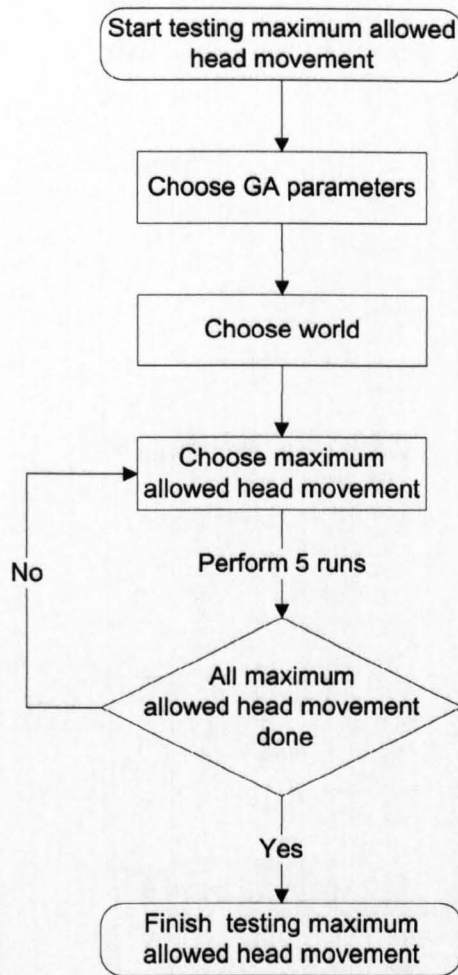 Start testing maximum allowed
head movement
Choose GA parameters
Choose world
Choose maximum
allowed head movement
No
Perform 5 runs
All maximum
allowed head movement
done
Yes
Finish testing maximum
allowed head movement